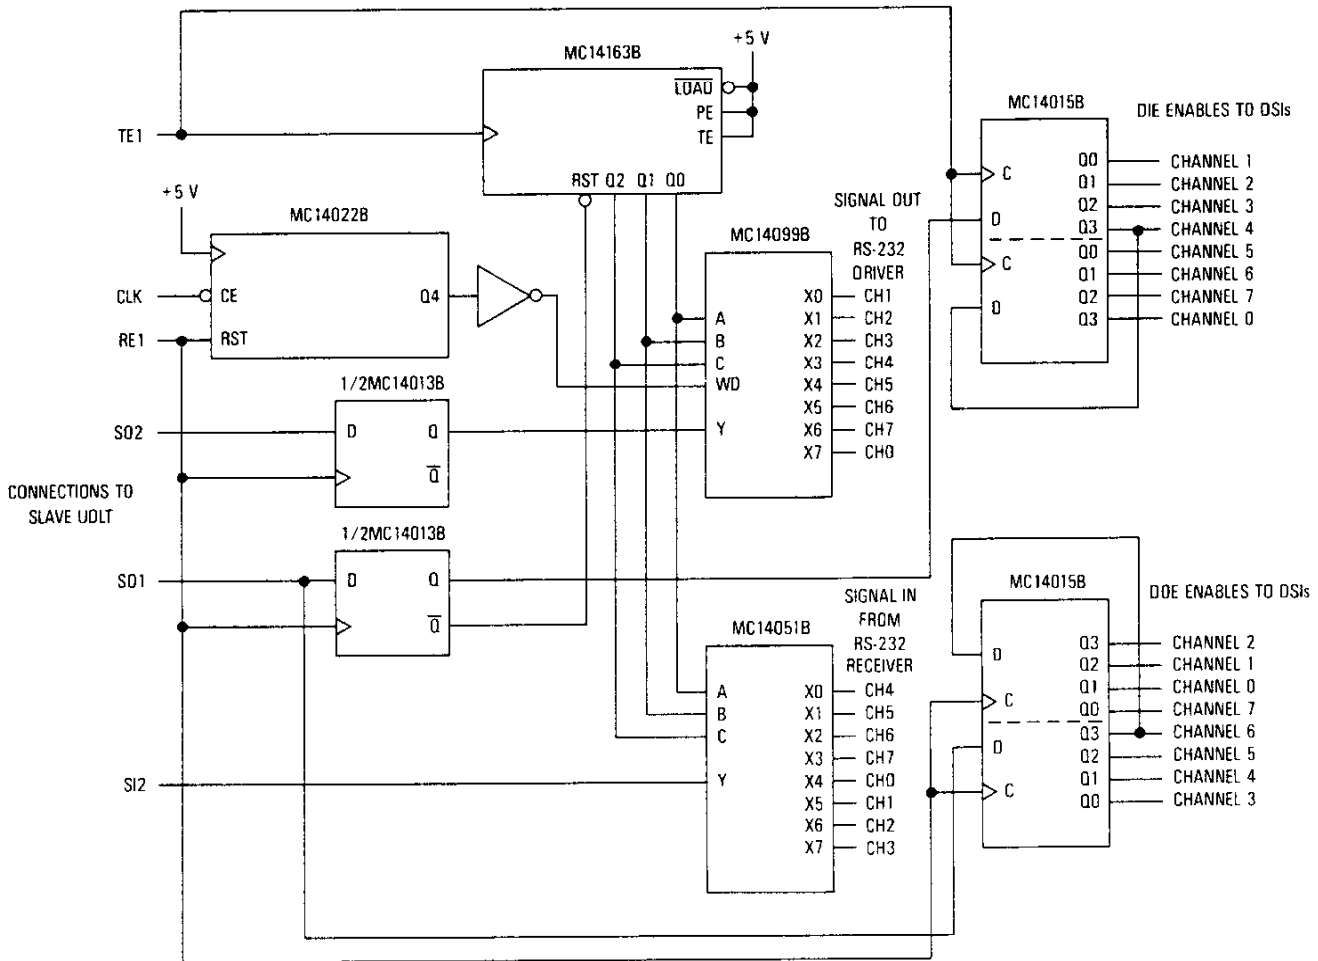 +5 V
MC14163B
LOAD
PE
TE
RST Q2 Q1 Q0
TE1
+5 V
MC14022B
CLK
CE
Q4
RE1
RST
1/2MC14013B
SO2
D
Q
Q
CONNECTIONS TO
SLAVE UDLT
1/2MC14013B
SO1
D
Q
Q
SI2
SIGNAL OUT
TO
RS-232
DRIVER
MC14099B
A
B
C
WD
Y
X0 CH1
X1 CH2
X2 CH3
X3 CH4
X4 CH5
X5 CH6
X6 CH7
X7 CH0
SIGNAL IN
FROM
RS-232
RECEIVER
MC14051B
A
B
C
Y
X0 CH4
X1 CH5
X2 CH6
X3 CH7
X4 CH0
X5 CH1
X6 CH2
X7 CH3
MC14015B
DIE ENABLES TO DSIs
C
D
C
D
Q0 CHANNEL 1
Q1 CHANNEL 2
Q2 CHANNEL 3
Q3 CHANNEL 4
Q0 CHANNEL 5
Q1 CHANNEL 6
Q2 CHANNEL 7
Q3 CHANNEL 0
MC14015B
DOE ENABLES TO DSIs
D
C
D
C
Q3 CHANNEL 2
Q2 CHANNEL 1
Q1 CHANNEL 0
Q0 CHANNEL 7
Q3 CHANNEL 6
Q2 CHANNEL 5
Q1 CHANNEL 4
Q0 CHANNEL 3